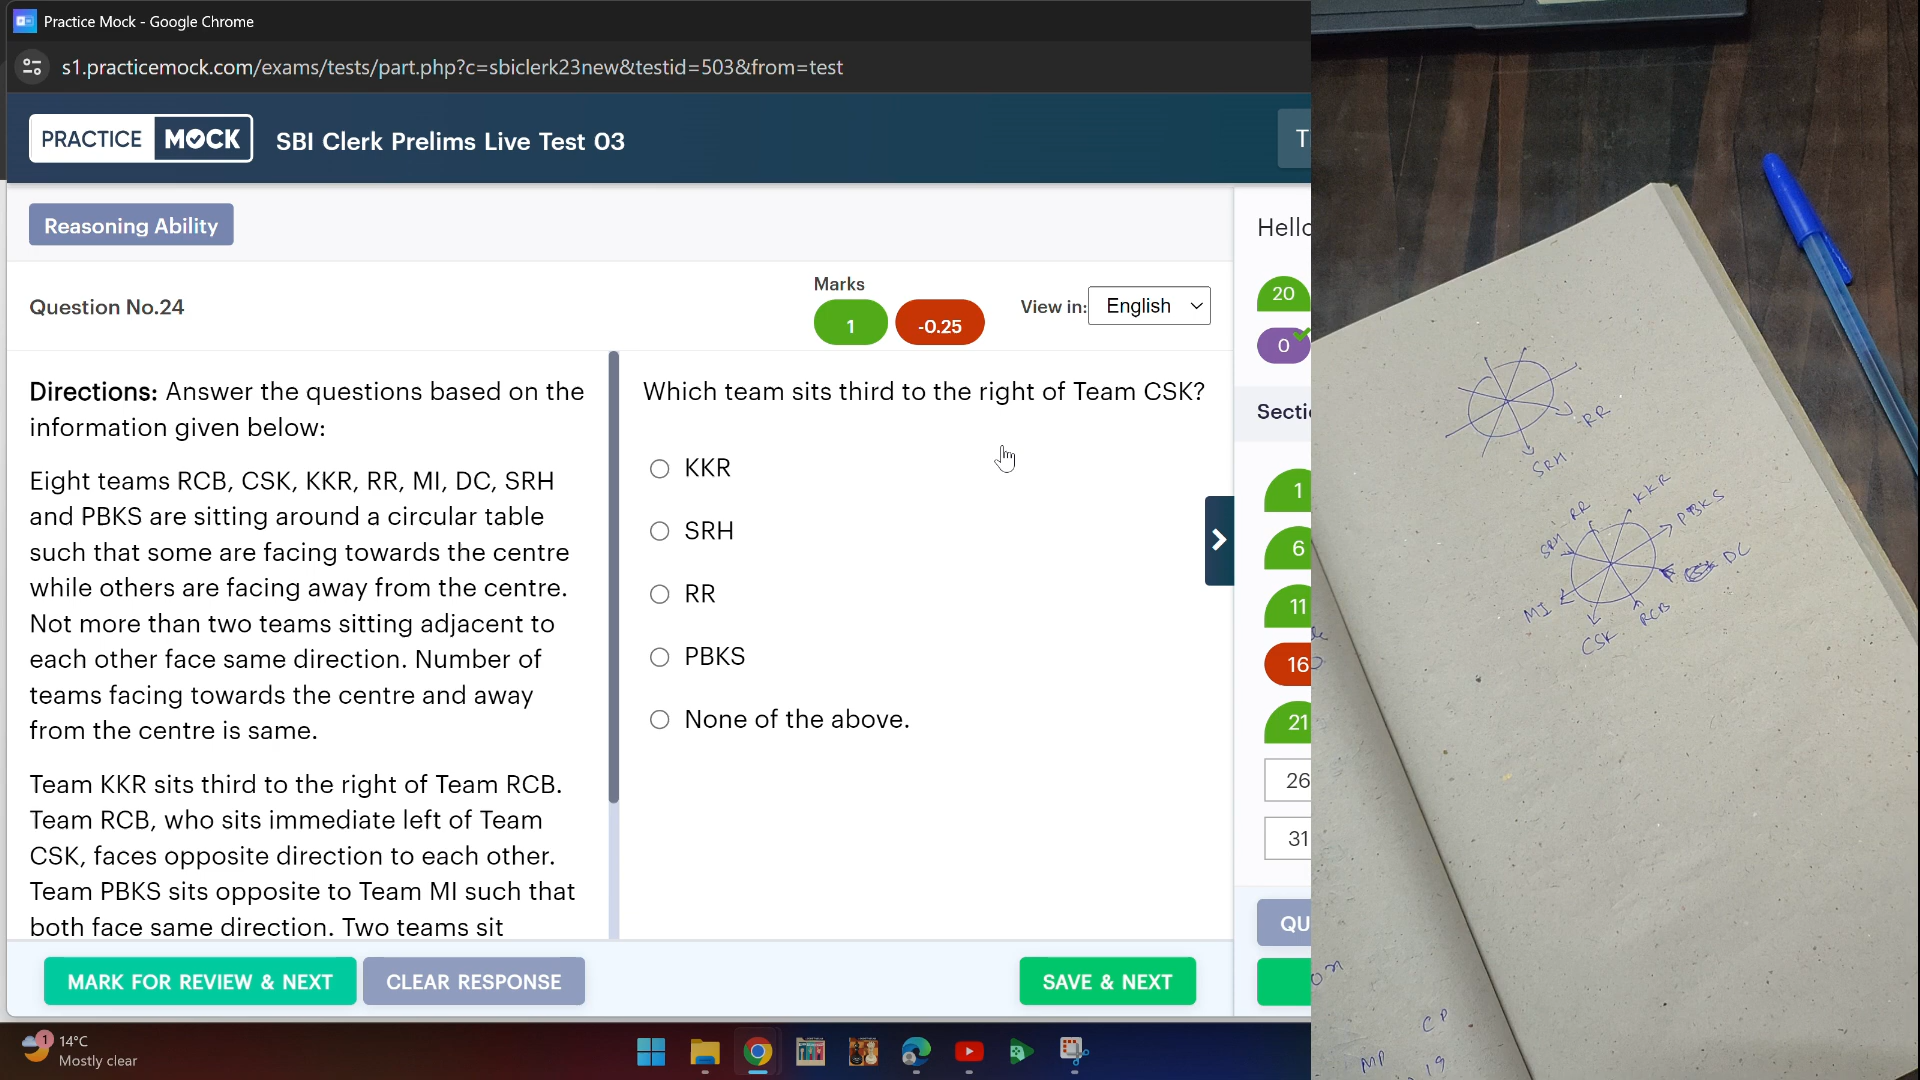 Practice Mock - Google Chrome
s1.practicemock.com/exams/tests/part.php?c=sbiclerk23new&testid=503&from=test
PRACTICE MOCK
SBI Clerk Prelims Live Test 03
T
Reasoning Ability
Hello
Question No.24
Marks
1
-0.25
View in:
English
20
0
Directions: Answer the questions based on the
information given below:
Eight teams RCB, CSK, KKR, RR, MI, DC, SRH
and PBKS are sitting around a circular table
such that some are facing towards the centre
while others are facing away from the centre.
Not more than two teams sitting adjacent to
each other face same direction. Number of
teams facing towards the centre and away
from the centre is same.
Team KKR sits third to the right of Team RCB.
Team RCB, who sits immediate left of Team
CSK, faces opposite direction to each other.
Team PBKS sits opposite to Team MI such that
both face same direction. Two teams sit
Which team sits third to the right of Team CSK?
KKR
SRH
RR
PBKS
None of the above.
Secti
1
6
11
16
21
26
31
QU
MARK FOR REVIEW & NEXT
CLEAR RESPONSE
SAVE & NEXT
1
14°C
Mostly clear
RR
SRH
KKR
RR
PBKS
SRH
DC
MI
RCB
CSK
on
CP
MP
19